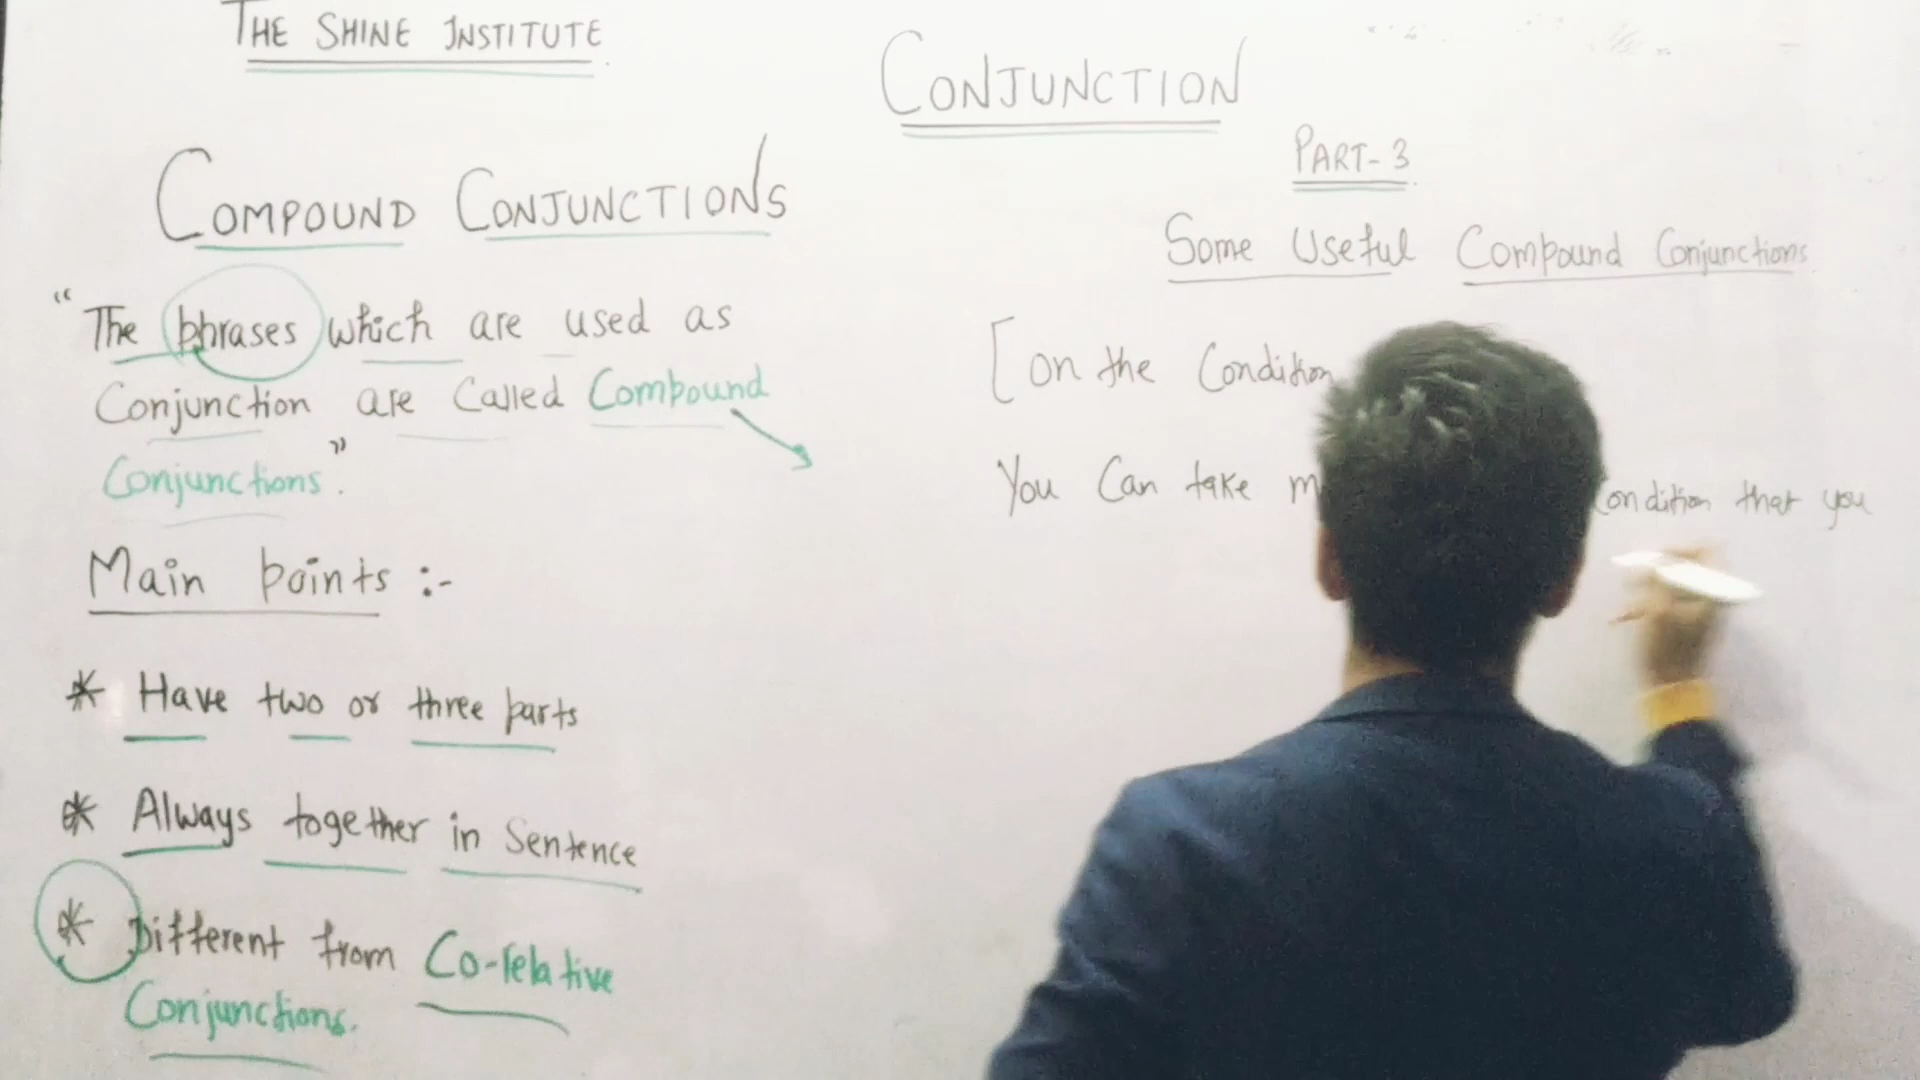 THE SHINE INSTITUTE
CONJUNCTION
PART-3
COMPOUND CONJUNCTIONS
"The phrases which are used as
Conjunction are Called Compound
Conjunctions".
Main points :-
* Have two or three parts
* Always together in Sentence
* Different from Co-relative
Conjunctions.
Some Useful Compound Conjunctions
[on the Condition
You Can take ondition that you